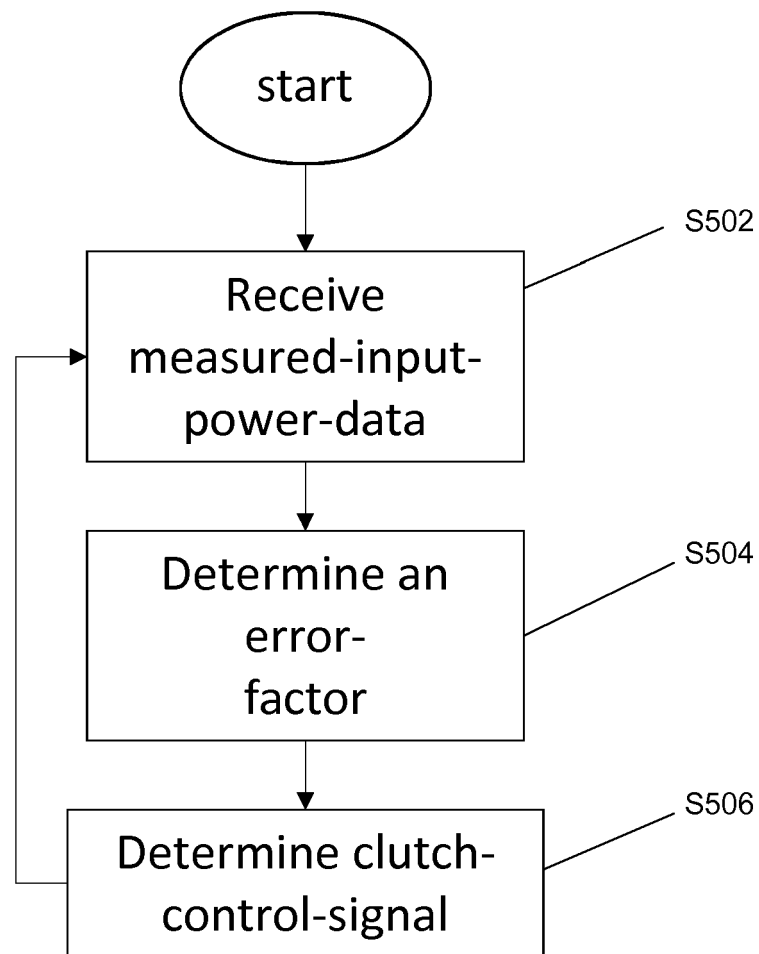 start
S502
Receive
measured-input-
power-data
S504
Determine an
error-
factor
S506
Determine clutch-
control-signal